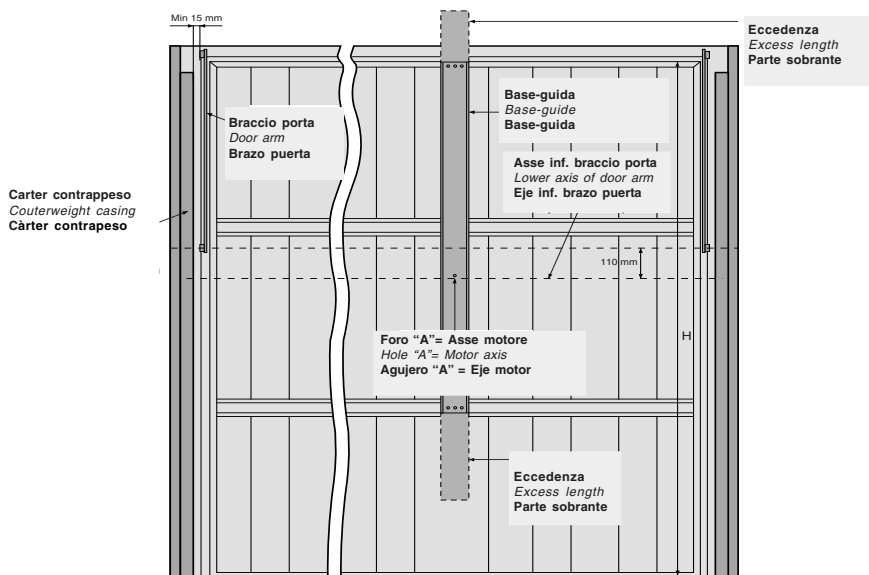 Min 15 mm
Eccedenza
Excess length
Parte sobrante
Base-guida
Base-guide
Base-guida
Braccio porta
Door arm
Brazo puerta
Asse inf. braccio porta
Lower axis of door arm
Eje inf. brazo puerta
Carter contrappeso
Couterweight casing
Càrter contrapeso
110 mm
H
Foro “A”= Asse motore
Hole “A”= Motor axis
Agujero “A” = Eje motor
Eccedenza
Excess length
Parte sobrante